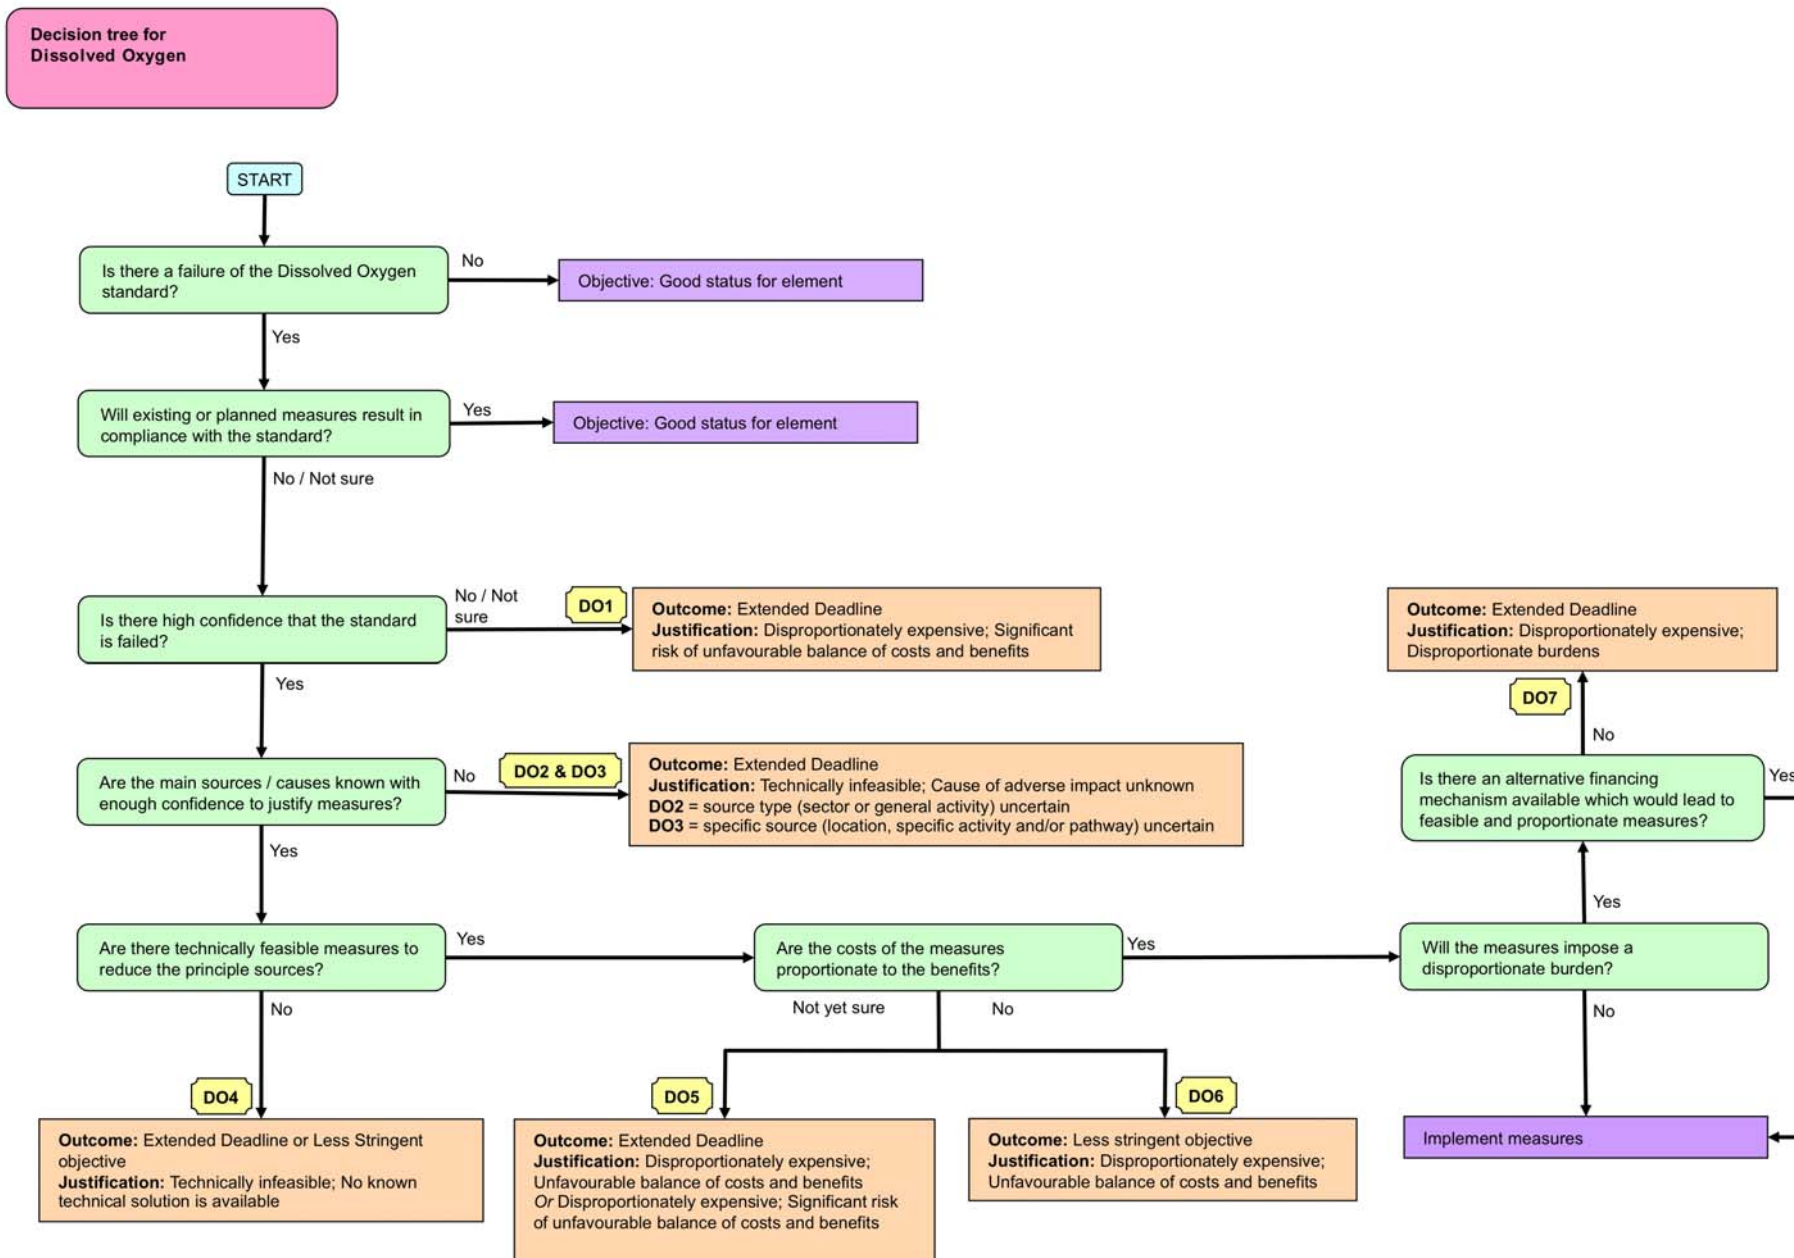 Decision tree for
Dissolved Oxygen
START
Is there a failure of the Dissolved Oxygen
standard?
No
Objective: Good status for element
Yes
Will existing or planned measures result in
compliance with the standard?
Yes
Objective: Good status for element
No / Not sure
Is there high confidence that the standard
is failed?
No / Not
sure
DO1
Outcome: Extended Deadline
Justification: Disproportionately expensive; Significant
risk of unfavourable balance of costs and benefits
Yes
Are the main sources / causes known with
enough confidence to justify measures?
No
DO2 & DO3
Outcome: Extended Deadline
Justification: Technically infeasible; Cause of adverse impact unknown
DO2 = source type (sector or general activity) uncertain
DO3 = specific source (location, specific activity and/or pathway) uncertain
Yes
Are there technically feasible measures to
reduce the principle sources?
No
DO4
Outcome: Extended Deadline or Less Stringent
objective
Justification: Technically infeasible; No known
technical solution is available
Yes
Are the costs of the measures
proportionate to the benefits?
Not yet sure
DO5
Outcome: Extended Deadline
Justification: Disproportionately expensive;
Unfavourable balance of costs and benefits
Or Disproportionately expensive; Significant risk
of unfavourable balance of costs and benefits
No
DO6
Outcome: Less stringent objective
Justification: Disproportionately expensive;
Unfavourable balance of costs and benefits
Yes
Will the measures impose a
disproportionate burden?
Yes
Is there an alternative financing
mechanism available which would lead to
feasible and proportionate measures?
No
DO7
Outcome: Extended Deadline
Justification: Disproportionately expensive;
Disproportionate burdens
Yes
No
Implement measures